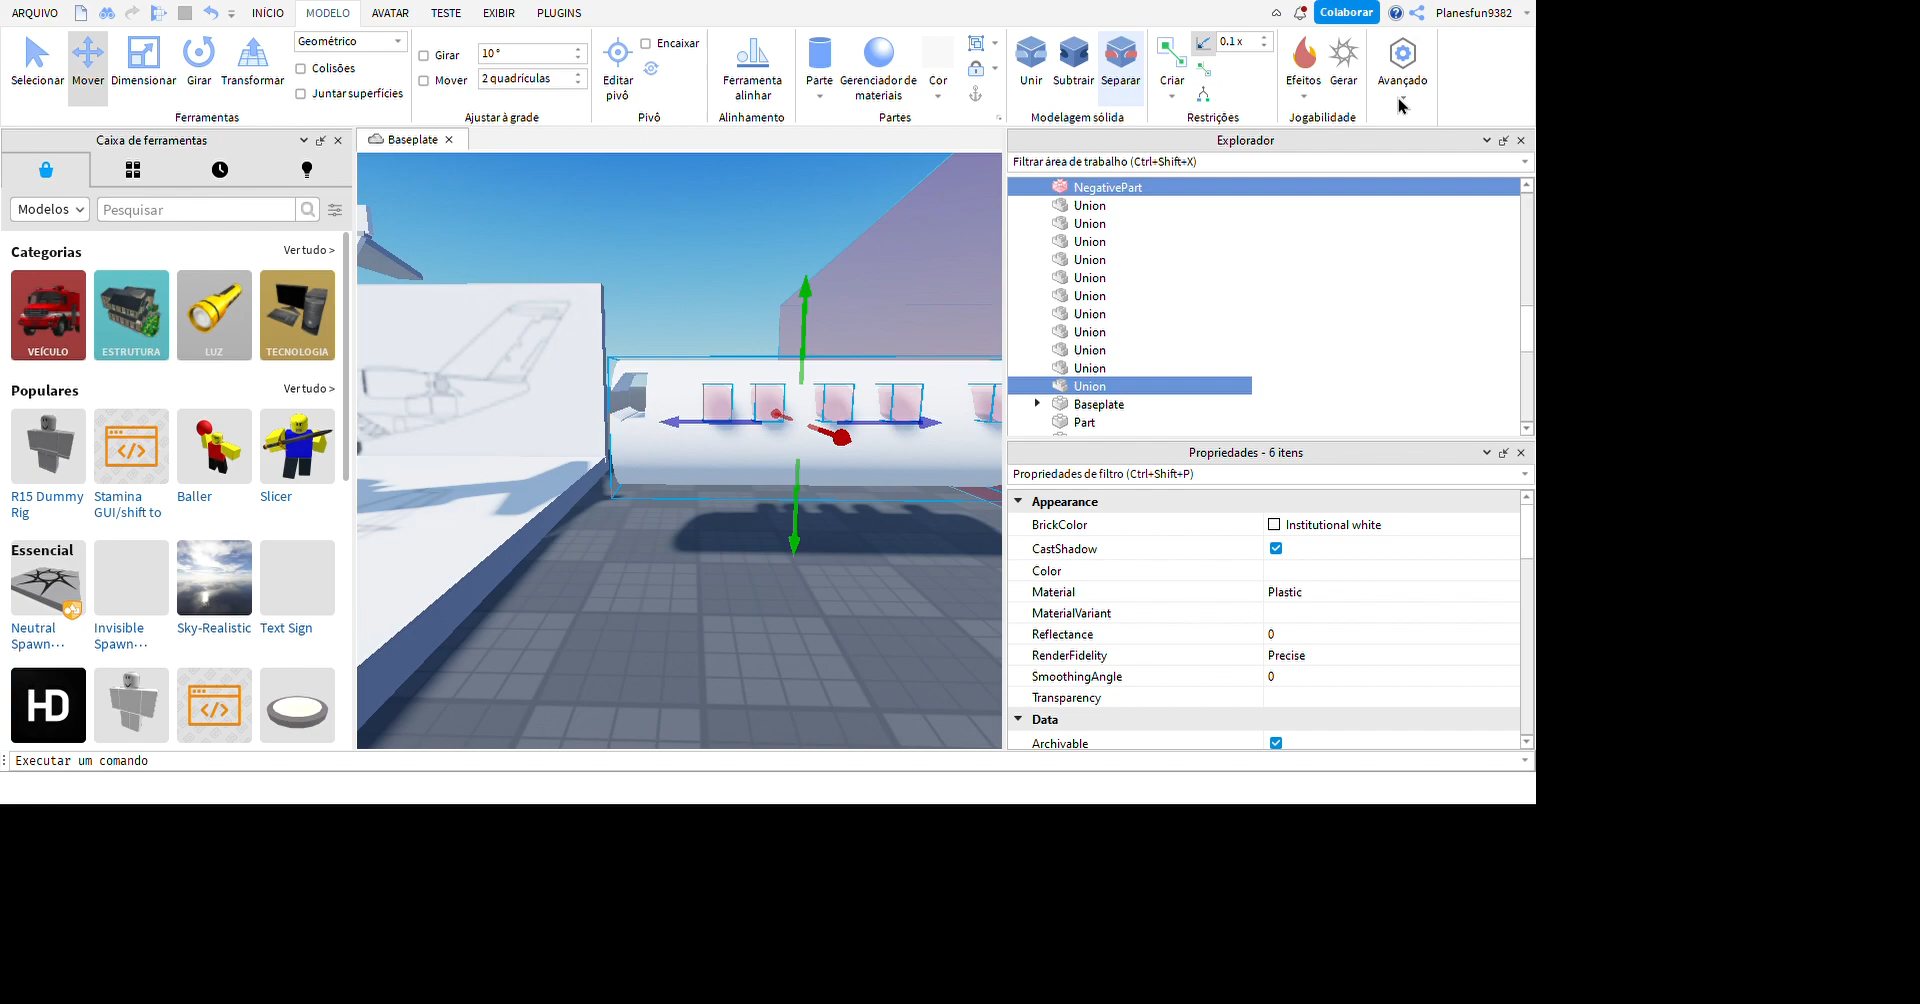 ARQUIVO
INÍCIO
MODELO
AVATAR
TESTE
EXIBIR
PLUGINS
Colaborar
Planesfun9382
Selecionar
Mover
Dimensionar
Girar
Transformar
Geométrico
Colisões
Juntar superfícies
Ferramentas
Girar
10 °
Mover
2 quadrículas
Ajustar à grade
Editar
pivô
Encaixar
Pivô
Ferramenta
alinhar
Alinhamento
Parte
Gerenciador de
materiais
Cor
Partes
Unir
Subtrair
Separar
Modelagem sólida
Criar
0.1 x
Restrições
Efeitos
Gerar
Jogabilidade
Avançado
Caixa de ferramentas
Modelos
Pesquisar
Categorias
Ver tudo >
VEÍCULO
ESTRUTURA
LUZ
TECNOLOGIA
Populares
Ver tudo >
R15 Dummy
Rig
Stamina
GUI/shift to
Baller
Slicer
Essencial
Neutral
Spawn...
Invisible
Spawn...
Sky-Realistic
Text Sign
HD
Baseplate
Explorador
Filtrar área de trabalho (Ctrl+Shift+X)
NegativePart
Union
Union
Union
Union
Union
Union
Union
Union
Union
Union
Union
Baseplate
Part
Propriedades - 6 itens
Propriedades de filtro (Ctrl+Shift+P)
Appearance
BrickColor
Institutional white
CastShadow
Color
Material
Plastic
MaterialVariant
Reflectance
0
RenderFidelity
Precise
SmoothingAngle
0
Transparency
Data
Archivable
Executar um comando